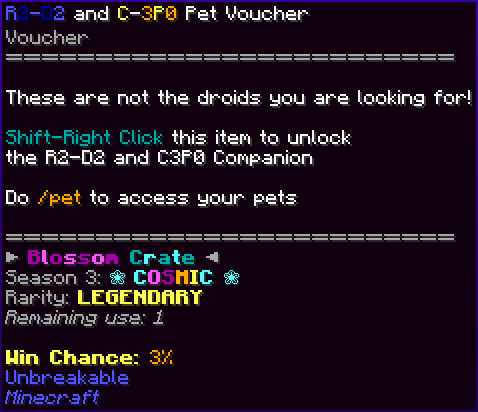 R2-D2 and C-3P0 Pet Voucher
Voucher
These are not the droids you are looking for!
Shift-Right Click this item to unlock
the R2-D2 and C3P0 Companion
Do /pet to access your pets
► Blossom Crate ◄
Season 3: ❀ COSMIC ❀
Rarity: LEGENDARY
Remaining use: 1
Win Chance: 3%
Unbreakable
Minecraft